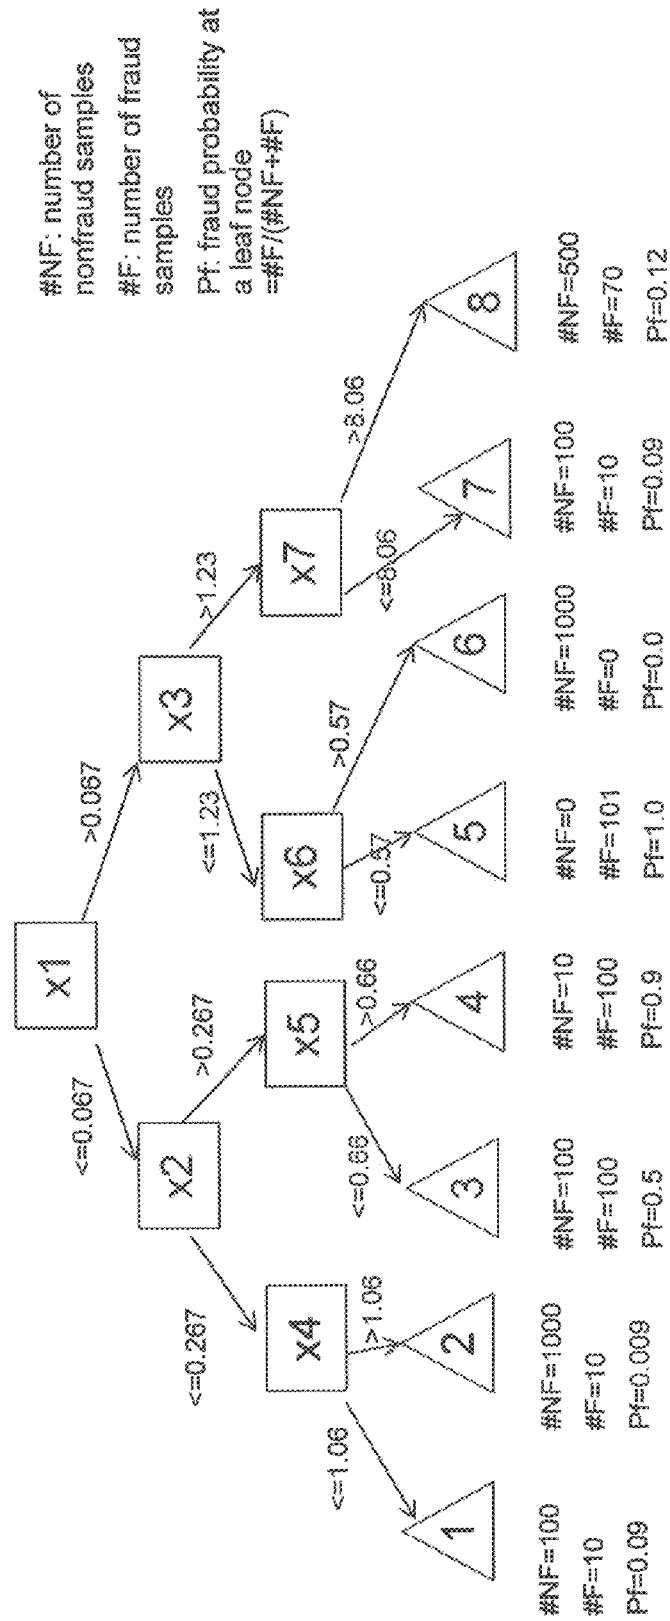 #NF: number of
nonfraud samples
#F: number of fraud
samples
Pf: fraud probability at
a leaf node
=#F/(#NF+#F)
x1
<=0.067
>0.067
x2
x3
<=0.267
>0.267
<=1.23
>1.23
x4
x5
x6
x7
<=1.06
>1.06
<=0.66
>0.66
<=0.57
>0.57
<=8.06
>8.06
1
2
3
4
5
6
7
8
#NF=100
#F=10
Pf=0.09
#NF=1000
#F=10
Pf=0.009
#NF=100
#F=100
Pf=0.5
#NF=10
#F=100
Pf=0.9
#NF=0
#F=101
Pf=1.0
#NF=1000
#F=0
Pf=0.0
#NF=100
#F=10
Pf=0.09
#NF=500
#F=70
Pf=0.12